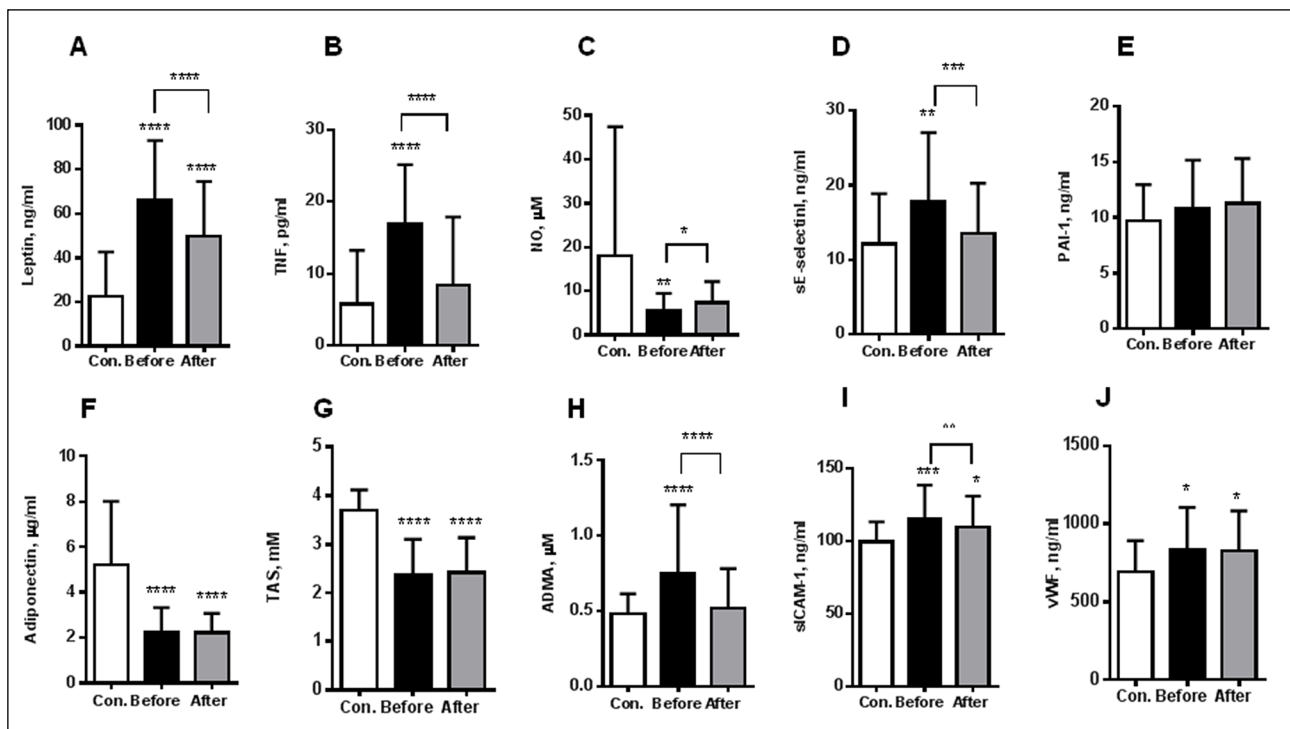 A
****
****
****
Leptin, ng/ml
100
80
60
40
20
0
Con. Before After
B
****
****
TNF, pg/ml
30
20
10
0
Con. Before After
C
*
**
NO, µM
50
40
30
20
10
0
Con. Before After
D
***
**
sE-selectinl, ng/ml
30
20
10
0
Con. Before After
E
PAI-1, ng/ml
20
15
10
5
0
Con. Before After
F
****
****
Adiponectin, µg/ml
10
8
6
4
2
0
Con. Before After
G
****
****
TAS, mM
5
4
3
2
1
0
Con. Before After
H
****
****
ADMA, µM
1.5
1.0
0.5
0.0
Con. Before After
I
**
***
*
sICAM-1, ng/ml
150
100
50
0
Con. Before After
J
*
*
vWF, ng/ml
1500
1000
500
0
Con. Before After